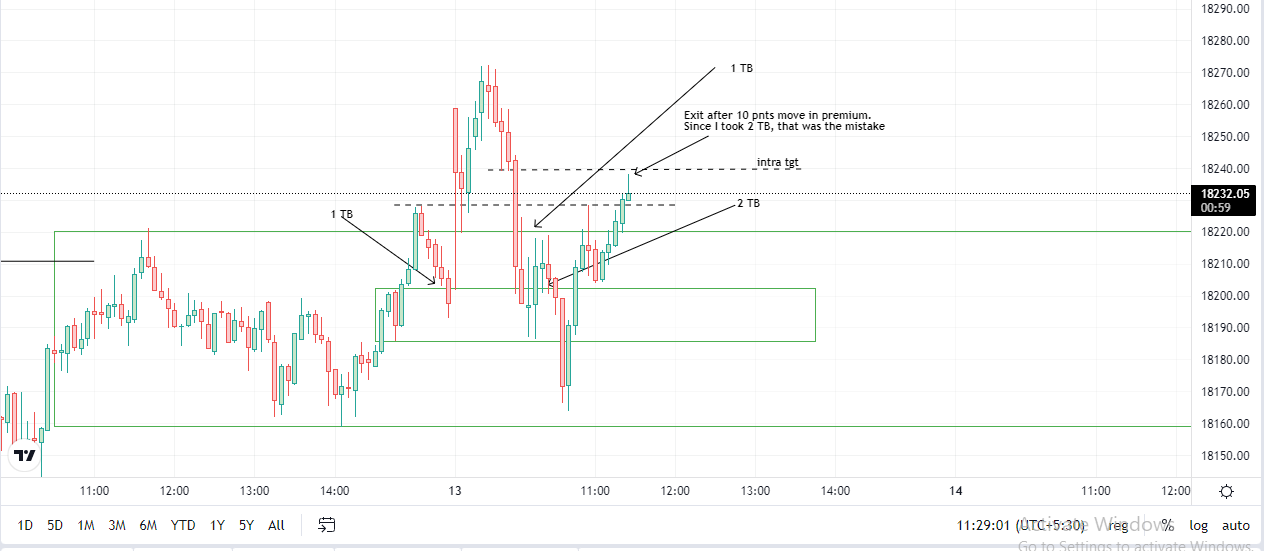 18290.00
18280.00
18270.00
1 TB
18260.00
Exit after 10 pnts move in premium.
Since I took 2 TB, that was the mistake
18250.00
intra tgt
18240.00
18232.05
00:59
1 TB
2 TB
18220.00
18210.00
18200.00
18190.00
18180.00
18170.00
18160.00
18150.00
11:00 12:00 13:00 14:00 13 11:00 12:00 13:00 14:00 14 11:00 12:00
1D 5D 1M 3M 6M YTD 1Y 5Y All
11:29:01 (UTC+5:30) reg % log auto
Activate Windows
Go to Settings to activate Windows.